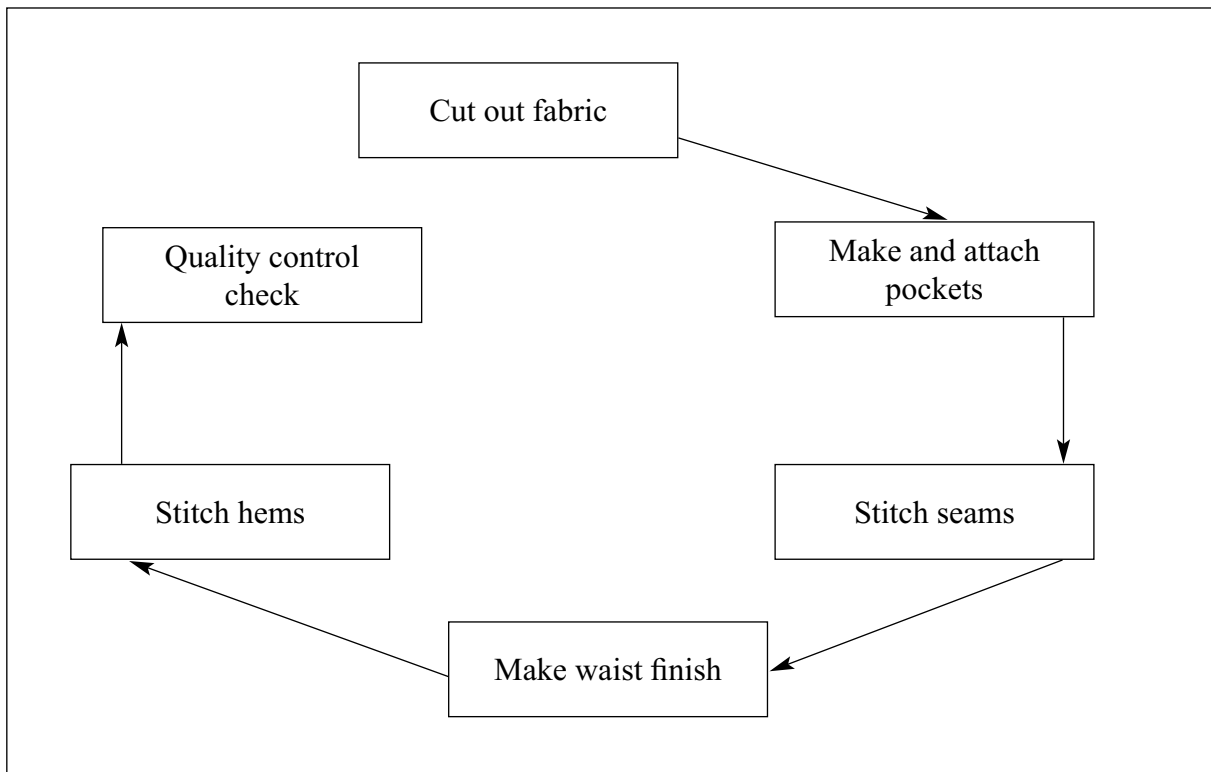 Cut out fabric
Make and attach
pockets
Stitch seams
Make waist finish
Stitch hems
Quality control
check